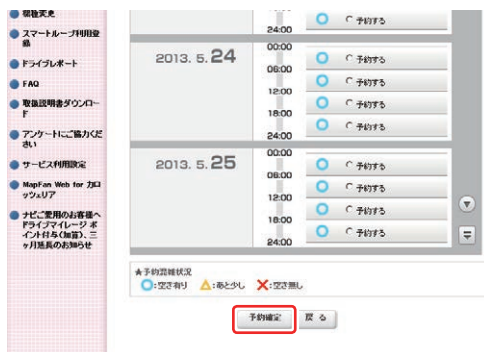 機種変更
スマートループ利用登
録
ドライブレポート
FAQ
取扱説明書ダウンロー
ド
アンケートにご協力くだ
さい
サービス利用設定
MapFan Web for カロ
ッツェリア
ナビご愛用のお客様へ
ドライブマイレージ ポ
イント付与(加算)、三
ヶ月延長のお知らせ
24:00
予約する
2013. 5. 24
00:00
予約する
06:00
予約する
12:00
予約する
18:00
予約する
24:00
2013. 5. 25
00:00
予約する
06:00
予約する
12:00
予約する
18:00
予約する
24:00
★予約混雑状況
:空き有り :あと少し :空き無し
予約確定 戻 る